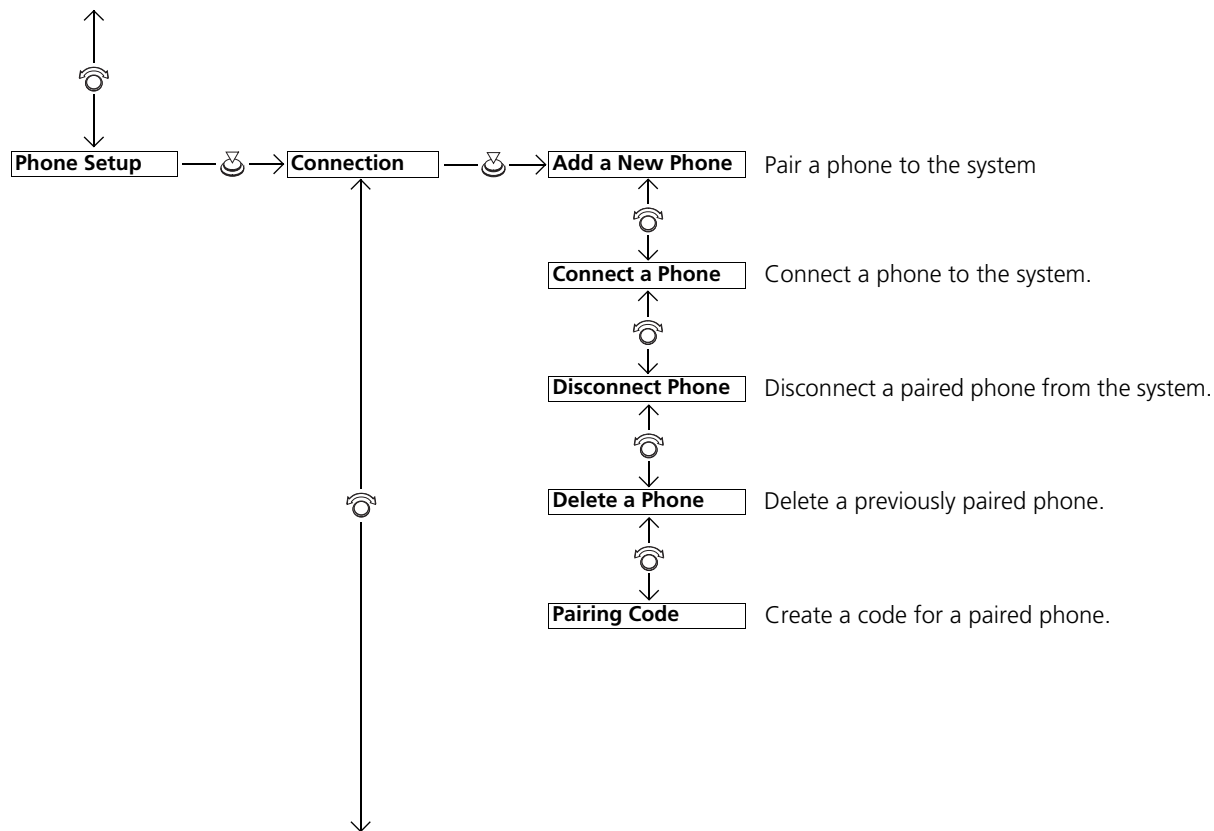 Phone Setup
Connection
Add a New Phone
Pair a phone to the system
Connect a Phone
Connect a phone to the system.
Disconnect Phone
Disconnect a paired phone from the system.
Delete a Phone
Delete a previously paired phone.
Pairing Code
Create a code for a paired phone.